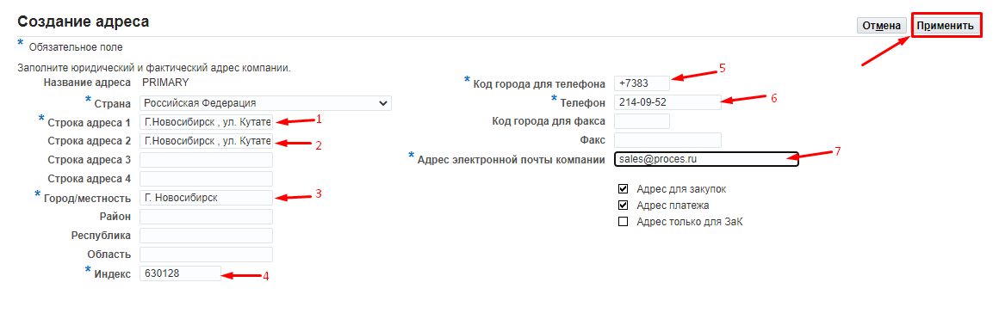 Создание адреса
Отмена Применить
* Обязательное поле
Заполните юридический и фактический адрес компании.
Название адреса PRIMARY
* Страна Российская Федерация
* Строка адреса 1 Г.Новосибирск , ул. Кутате 1
Строка адреса 2 Г.Новосибирск , ул. Кутате 2
Строка адреса 3
Строка адреса 4
* Город/местность Г. Новосибирск 3
Район
Республика
Область
* Индекс 630128 4
* Код города для телефона +7383 5
* Телефон 214-09-52 6
Код города для факса
Факс
* Адрес электронной почты компании sales@proces.ru 7
Адрес для закупок
Адрес платежа
Адрес только для ЗаК